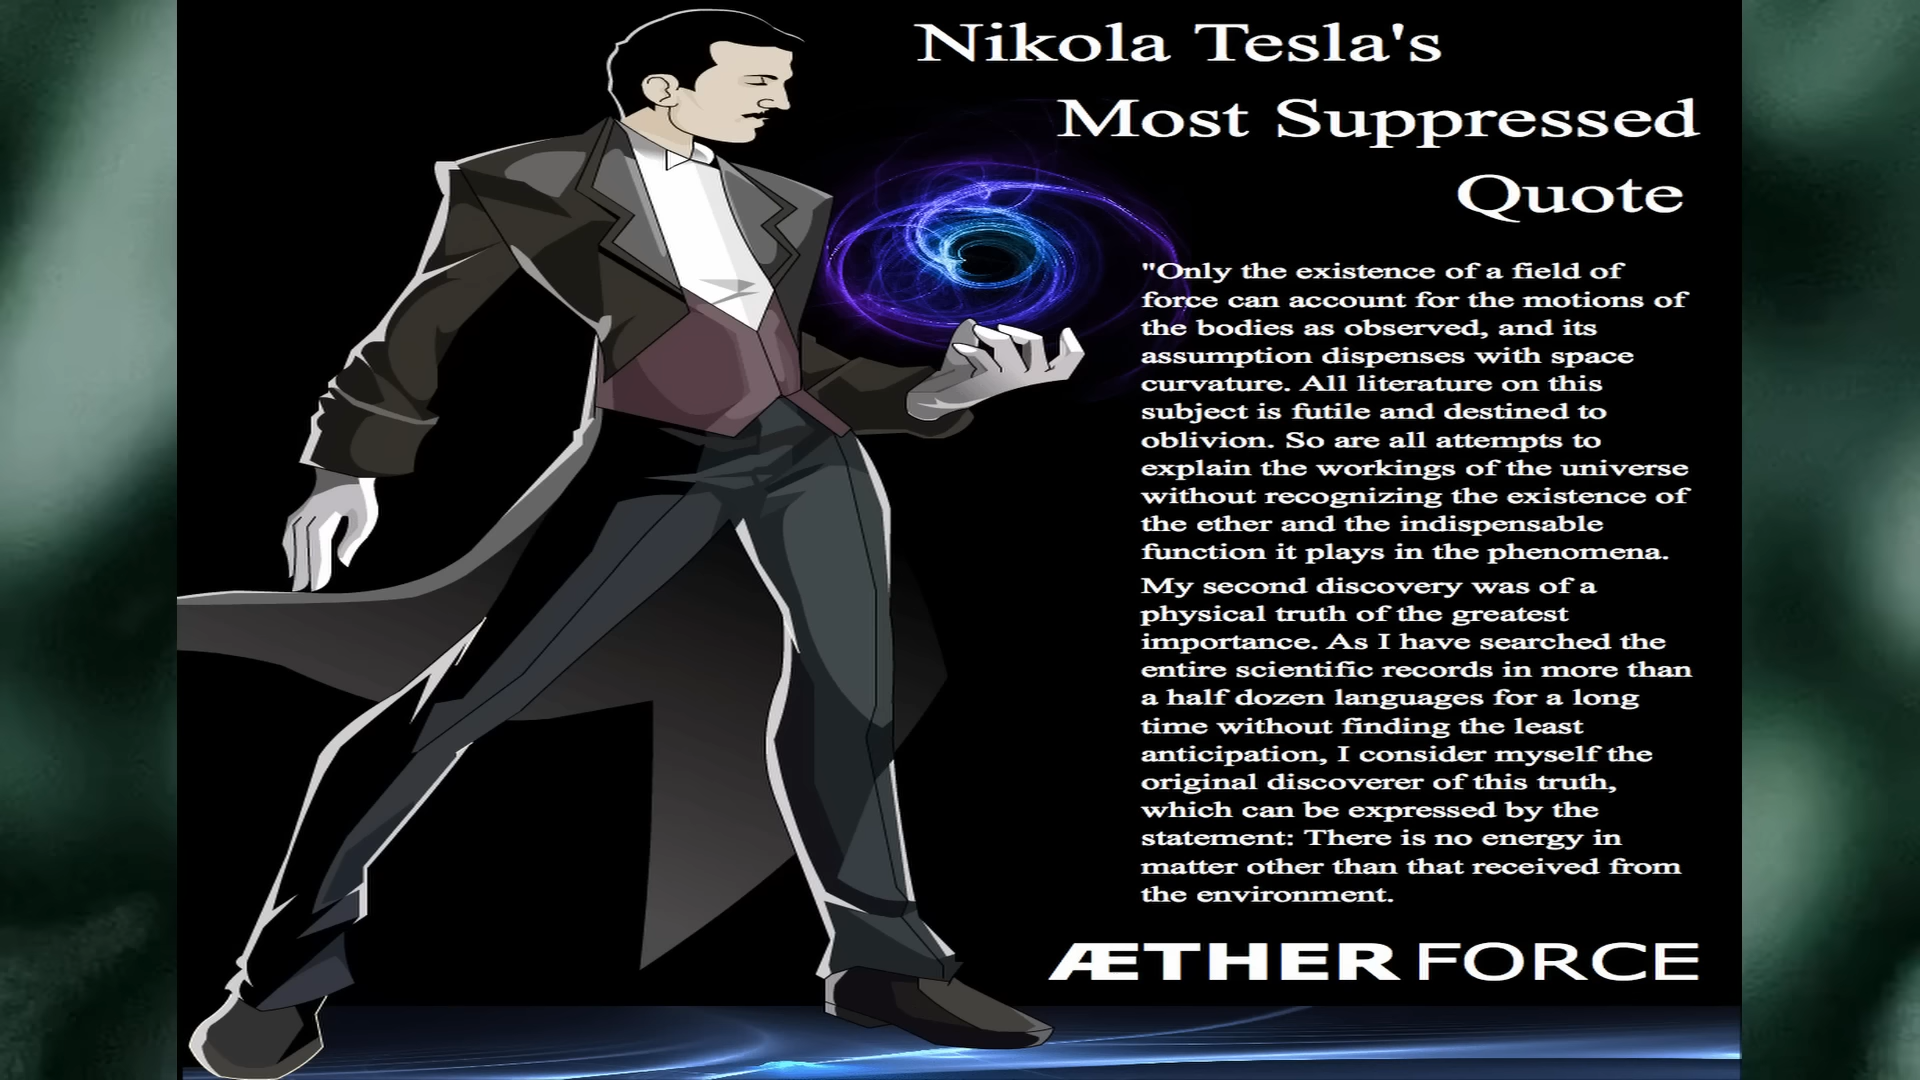 Nikola Tesla's
Most Suppressed
Quote
"Only the existence of a field of
force can account for the motions of
the bodies as observed, and its
assumption dispenses with space
curvature. All literature on this
subject is futile and destined to
oblivion. So are all attempts to
explain the workings of the universe
without recognizing the existence of
the ether and the indispensable
function it plays in the phenomena.
My second discovery was of a
physical truth of the greatest
importance. As I have searched the
entire scientific records in more than
a half dozen languages for a long
time without finding the least
anticipation, I consider myself the
original discoverer of this truth,
which can be expressed by the
statement: There is no energy in
matter other than that received from
the environment.
ÆTHER FORCE